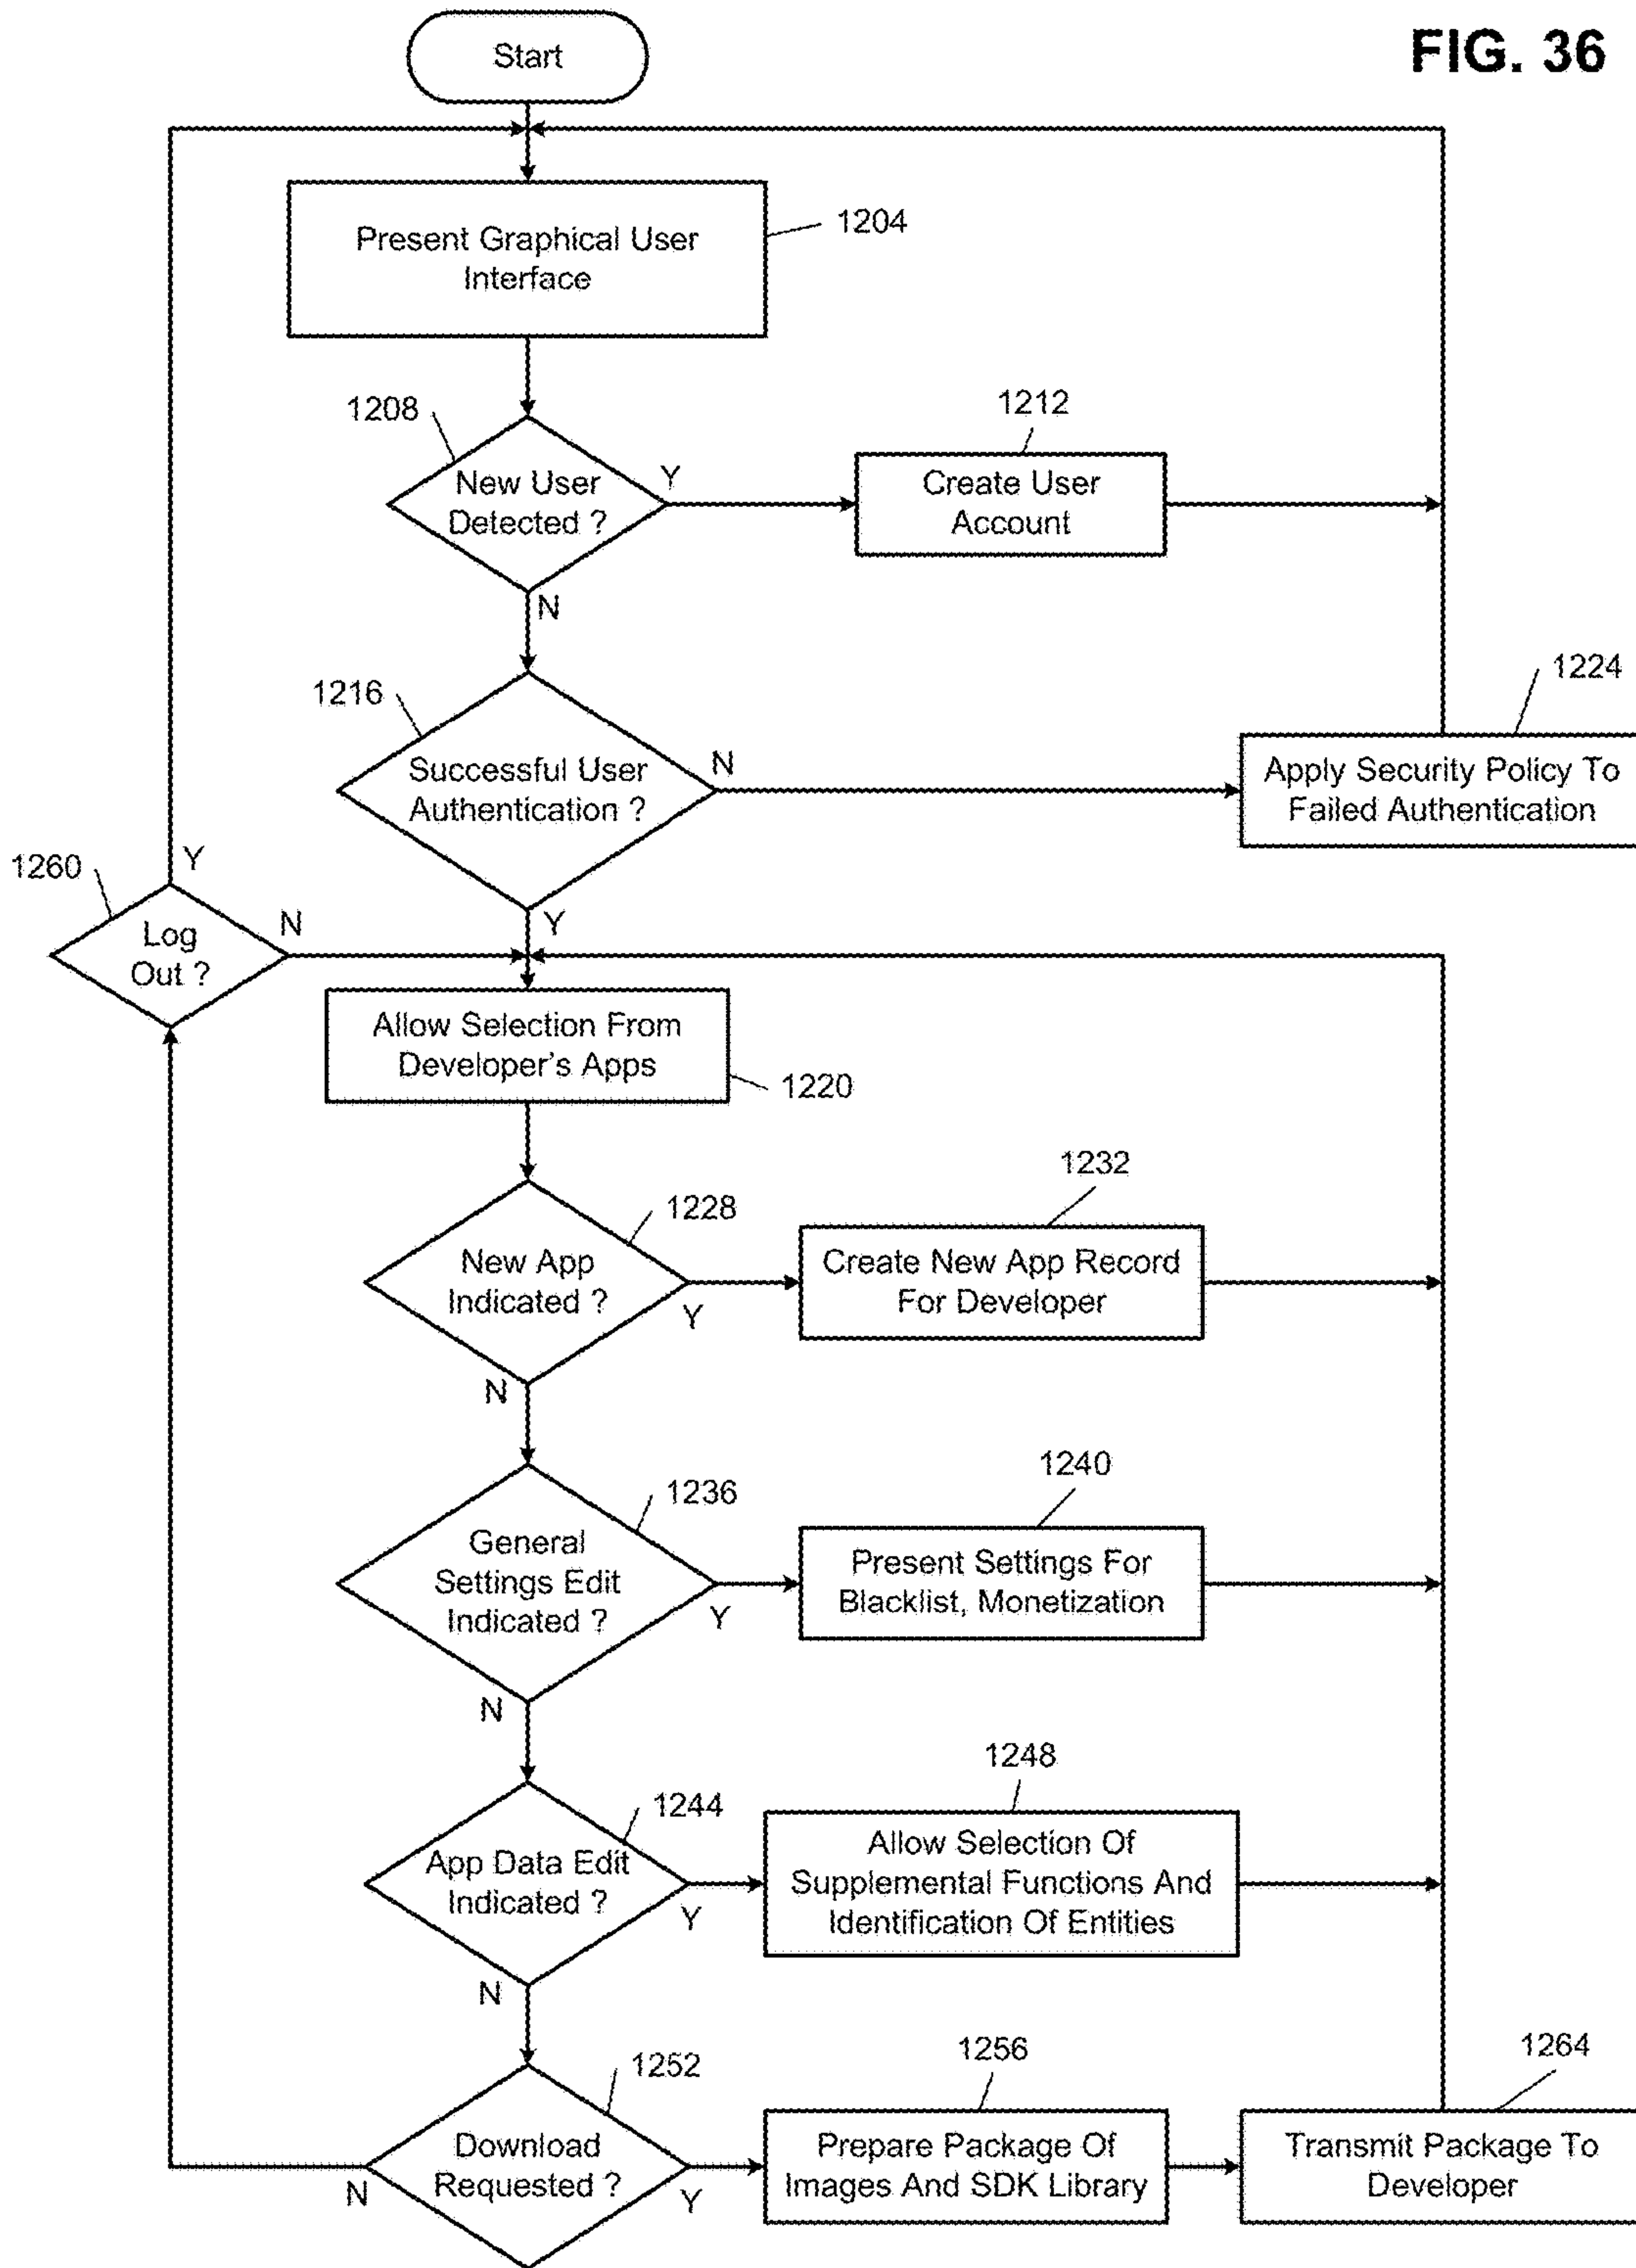 FIG. 36
Start
Present Graphical User
Interface
1204
1208
New User
Detected ?
Y
N
1212
Create User
Account
1216
Successful User
Authentication ?
N
Y
1224
Apply Security Policy To
Failed Authentication
1260
Log
Out ?
Y
N
Allow Selection From
Developer's Apps
1220
1228
New App
Indicated ?
Y
N
1232
Create New App Record
For Developer
1236
General
Settings Edit
Indicated ?
Y
N
1240
Present Settings For
Blacklist, Monetization
1244
App Data Edit
Indicated ?
Y
N
1248
Allow Selection Of
Supplemental Functions And
Identification Of Entities
1252
Download
Requested ?
N
Y
1256
Prepare Package Of
Images And SDK Library
1264
Transmit Package To
Developer